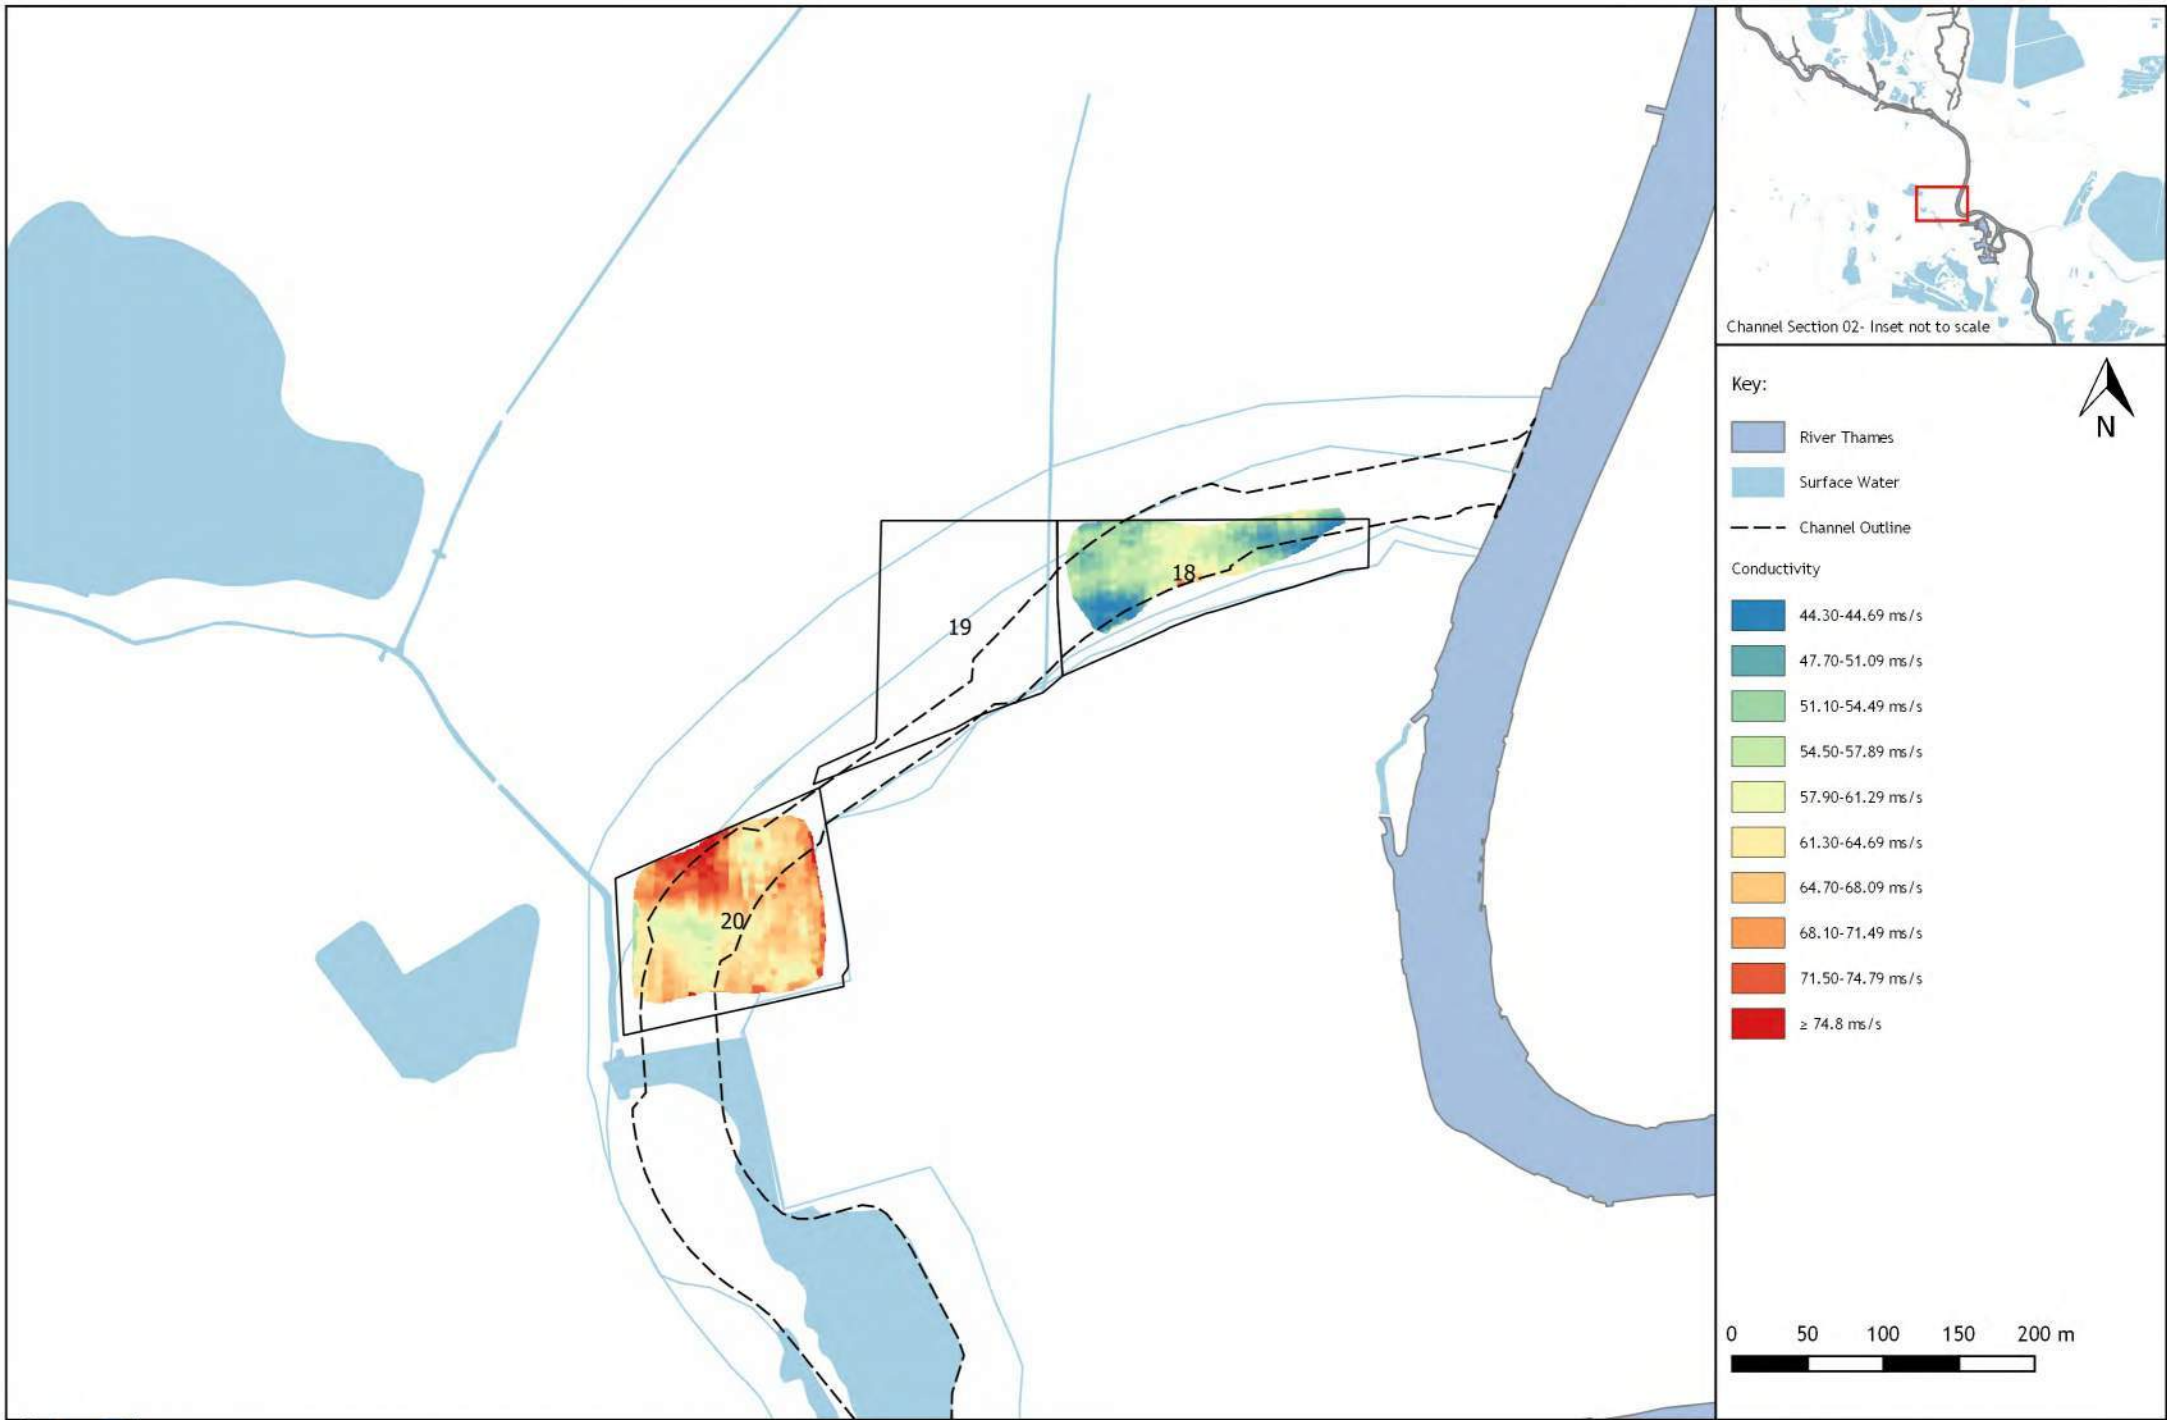 Channel Section 02- Inset not to scale
Key:
N
River Thames
Surface Water
Channel Outline
Conductivity
44.30-44.69 ms/s
47.70-51.09 ms/s
51.10-54.49 ms/s
54.50-57.89 ms/s
57.90-61.29 ms/s
61.30-64.69 ms/s
64.70-68.09 ms/s
68.10-71.49 ms/s
71.50-74.79 ms/s
≥ 74.8 ms/s
0 50 100 150 200 m
18
19
20